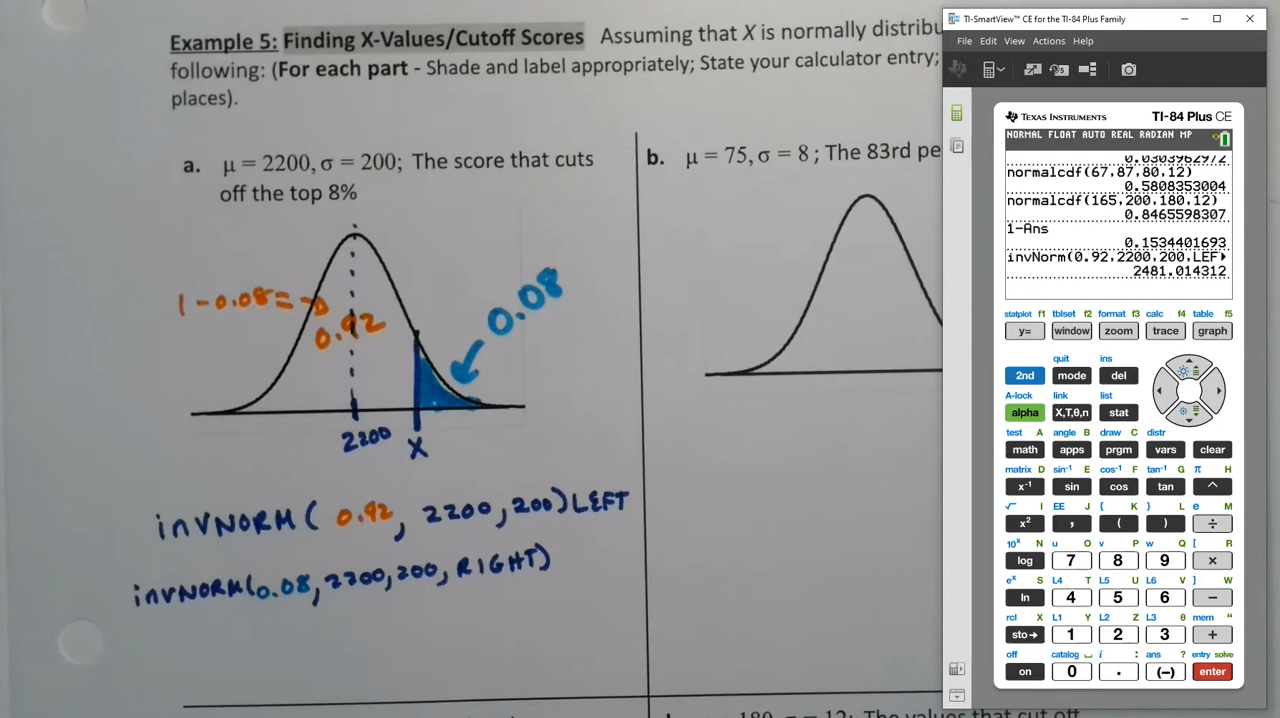 Example 5: Finding X-Values/Cutoff Scores Assuming that X is normally distribu
following: (For each part - Shade and label appropriately; State your calculator entry;
places).
a. μ = 2200, σ = 200; The score that cuts
off the top 8%
1 - 0.08 =
0.92
0.08
2200
X
invNORM( 0.92, 2200, 200) LEFT
invNORM(0.08, 2200, 200, RIGHT)
b. μ = 75, σ = 8 ; The 83rd pe
180, σ = 12; The values that cut off
TI-SmartView™ CE for the TI-84 Plus Family
File Edit View Actions Help
TEXAS INSTRUMENTS TI-84 Plus CE
NORMAL FLOAT AUTO REAL RADIAN MP
0.0303962972
normalcdf(67,87,80,12)
0.5808353004
normalcdf(165,200,180,12)
0.8465598307
1-Ans
0.1534401693
invNorm(0.92,2200,200,LEF
2481.014312
statplot f1 tblset f2 format f3 calc f4 table f5
y= window zoom trace graph
quit ins
2nd mode del
A-lock link list
alpha X,T,θ,n stat
test A angle B draw C distr
math apps prgm vars clear
matrix D sin⁻¹ E cos⁻¹ F tan⁻¹ G π H
x⁻¹ sin cos tan ^
√ I EE J { K } L e M
x² , ( ) ÷
10ˣ N u O v P w Q [ R
log 7 8 9 ×
eˣ S L4 T L5 U L6 V ] W
ln 4 5 6 −
rcl X L1 Y L2 Z L3 θ mem "
sto→ 1 2 3 +
off catalog ⎵ i : ans ? entry solve
on 0 . (−) enter